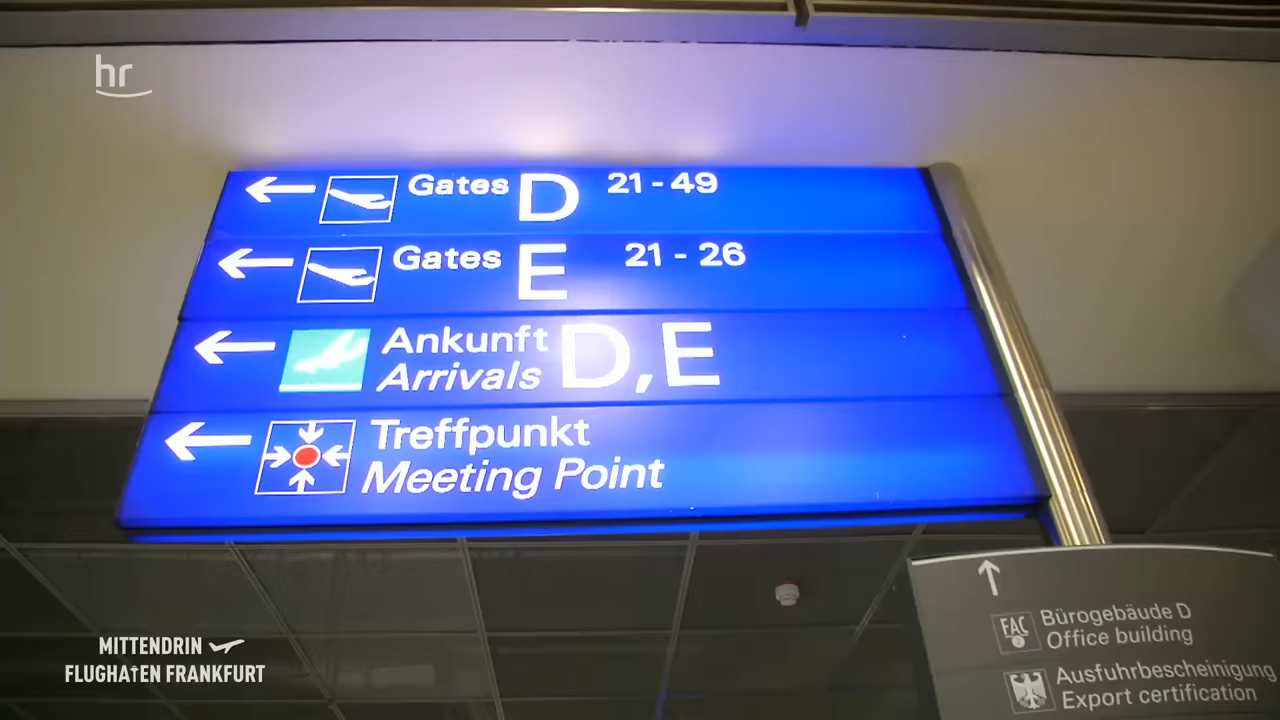 hr
Gates D 21 - 49
Gates E 21 - 26
Ankunft D, E
Arrivals
Treffpunkt
Meeting Point
FAC
Bürogebäude D
Office building
Ausfuhrbescheinigung
Export certification
MITTENDRIN
FLUGHAFEN FRANKFURT